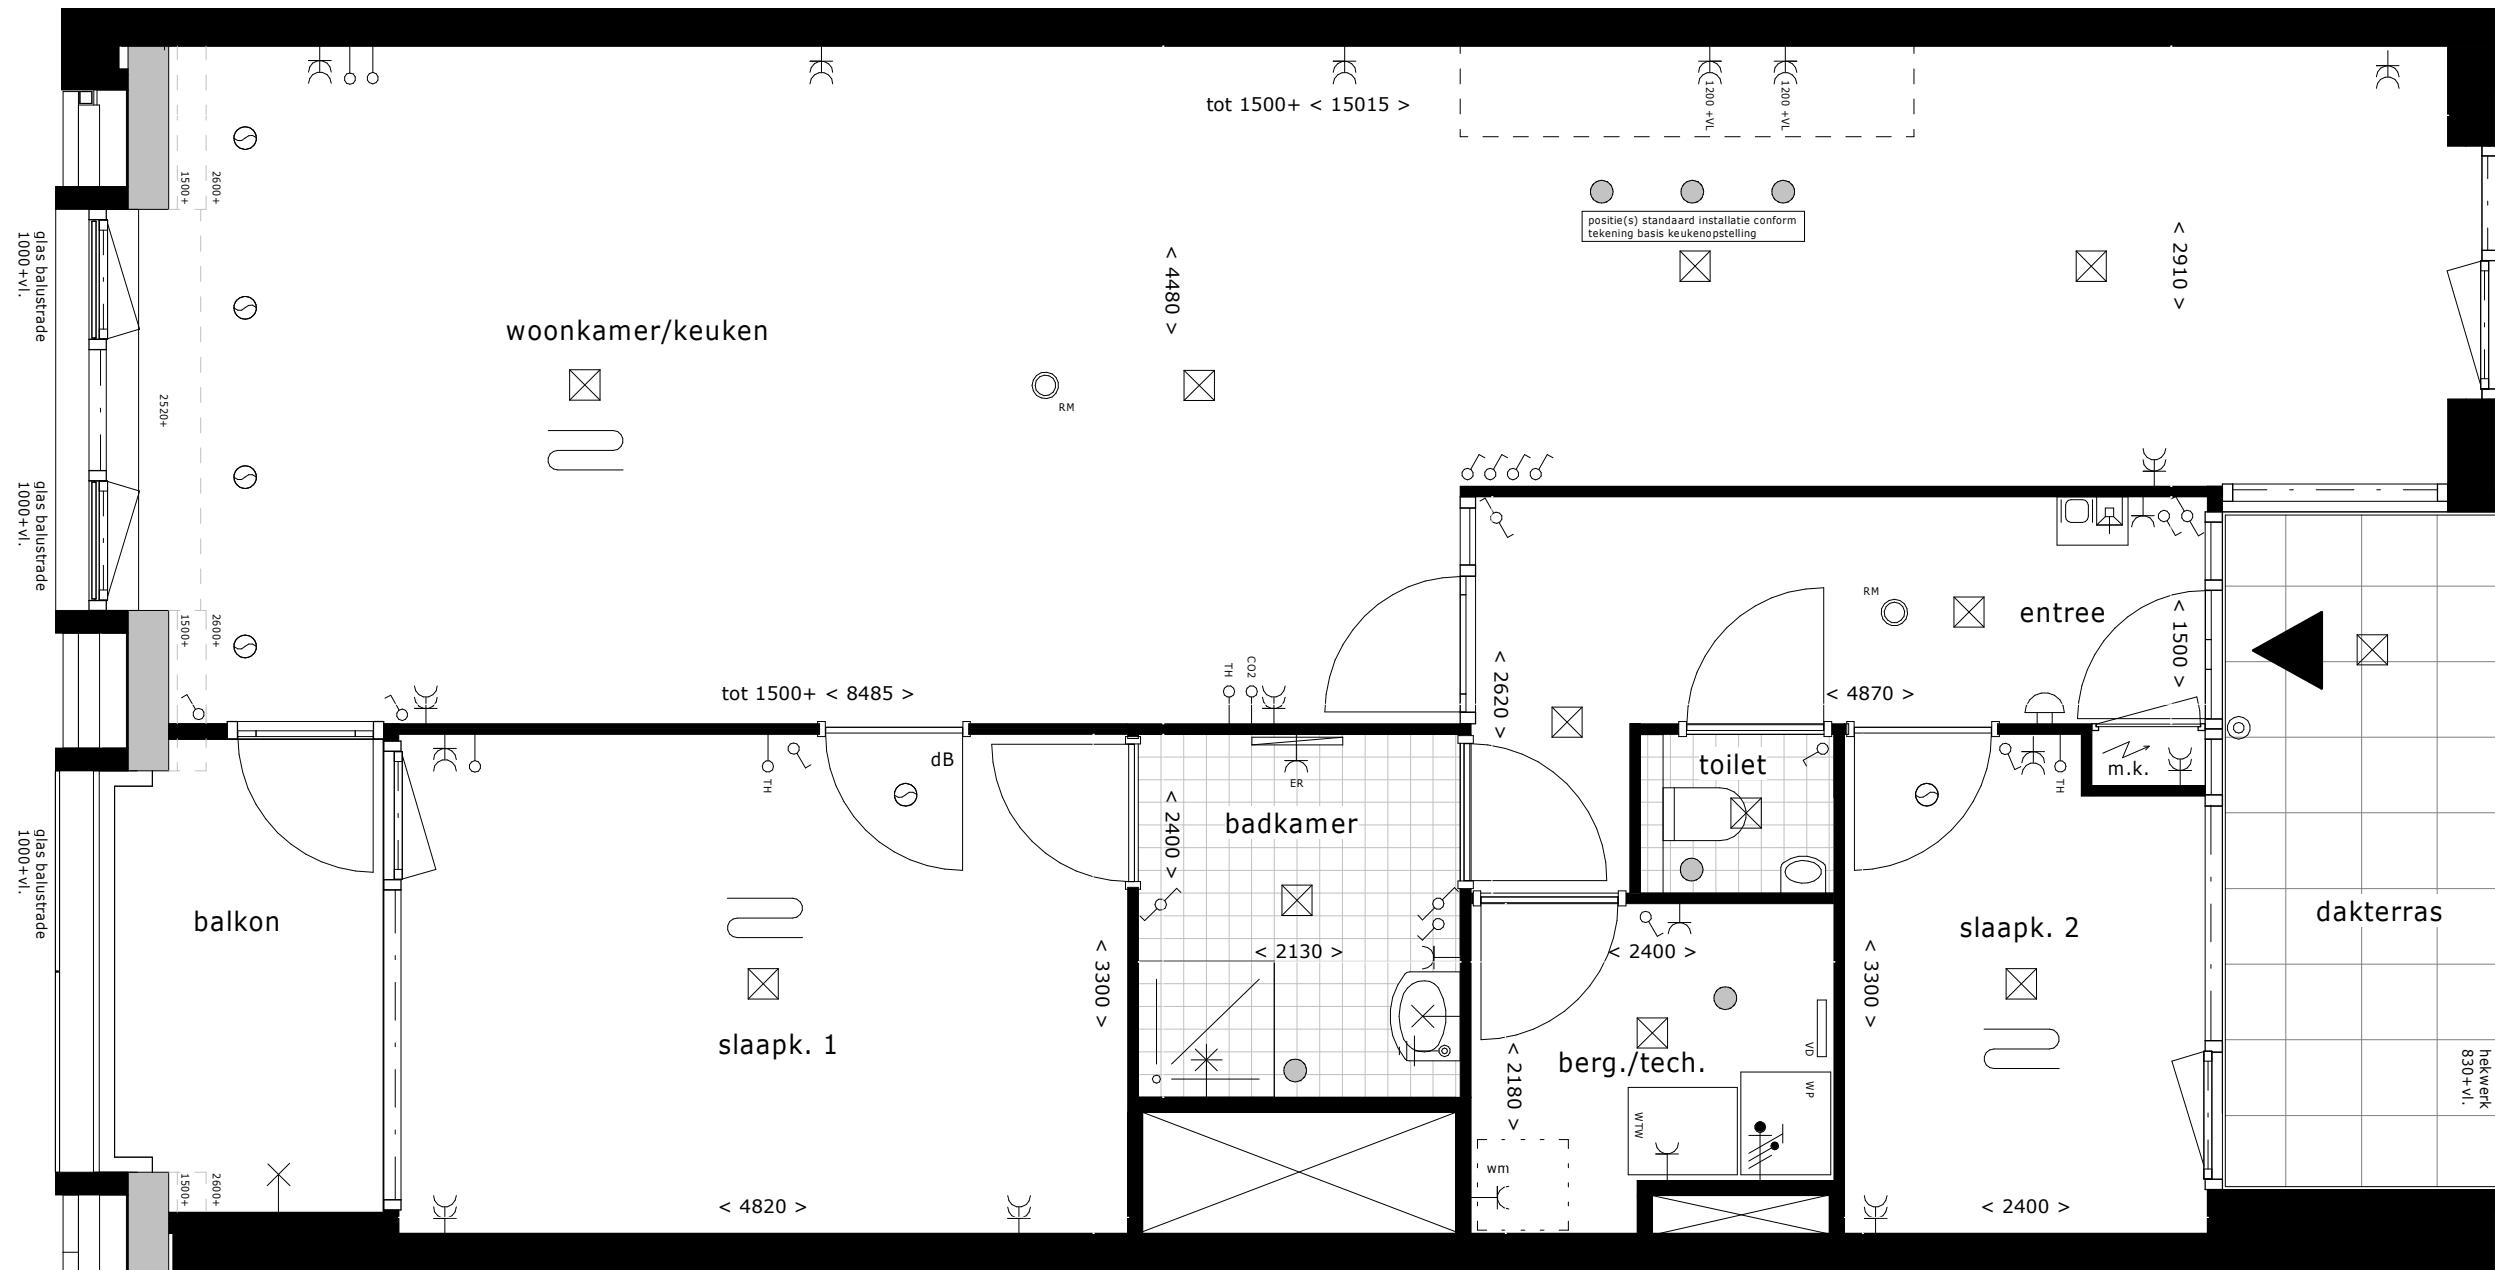 tot 1500+ < 15015 >
1200 +VL
1200 +VL
1500+
2600+
positie(s) standaard installatie conform
tekening basis keukenopstelling
glas balustrade
1000+vl.
< 4480 >
< 2910 >
woonkamer/keuken
RM
2520+
glas balustrade
1000+vl.
1500+
2600+
RM
entree
< 1500 >
tot 1500+ < 8485 >
TH
CO2
< 2620 >
< 4870 >
dB
TH
ER
toilet
m.k.
TH
badkamer
< 2400 >
glas balustrade
1000+vl.
balkon
slaapk. 2
dakterras
< 2130 >
< 2400 >
< 3300 >
< 3300 >
slaapk. 1
berg./tech.
VD
WP
WTW
< 2180 >
hekwerk
830+vl.
wm
1500+
2600+
< 4820 >
< 2400 >